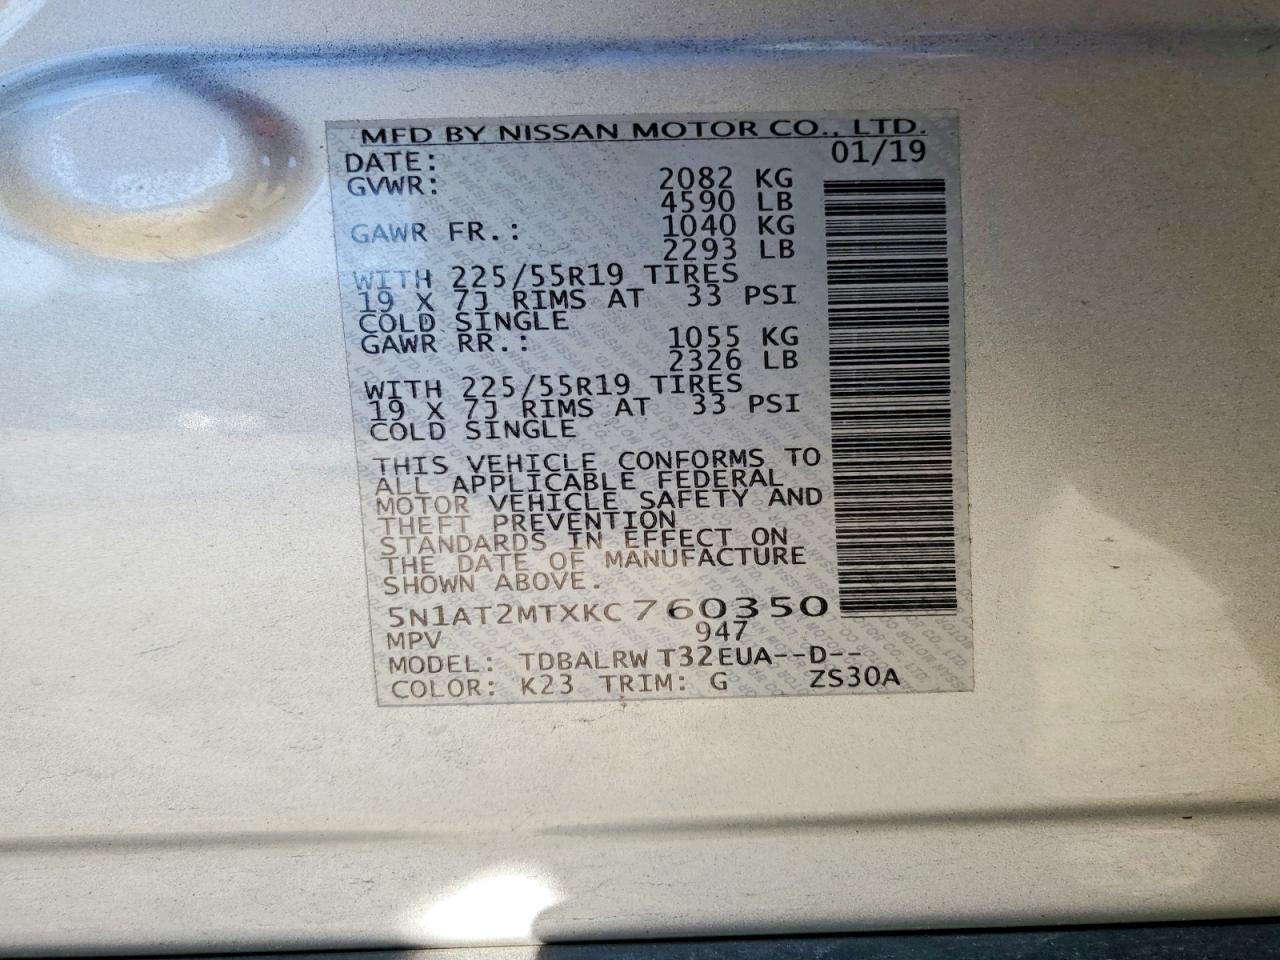 MFD BY NISSAN MOTOR CO., LTD.
DATE: 01/19
GVWR: 2082 KG
4590 LB
GAWR FR.: 1040 KG
2293 LB
WITH 225/55R19 TIRES
19 X 7J RIMS AT 33 PSI
COLD SINGLE
GAWR RR.: 1055 KG
2326 LB
WITH 225/55R19 TIRES
19 X 7J RIMS AT 33 PSI
COLD SINGLE
THIS VEHICLE CONFORMS TO
ALL APPLICABLE FEDERAL
MOTOR VEHICLE SAFETY AND
THEFT PREVENTION
STANDARDS IN EFFECT ON
THE DATE OF MANUFACTURE
SHOWN ABOVE.
5N1AT2MTXKC760350
MPV 947
MODEL: TDBALRW T32EUA--D--
COLOR: K23 TRIM: G ZS30A